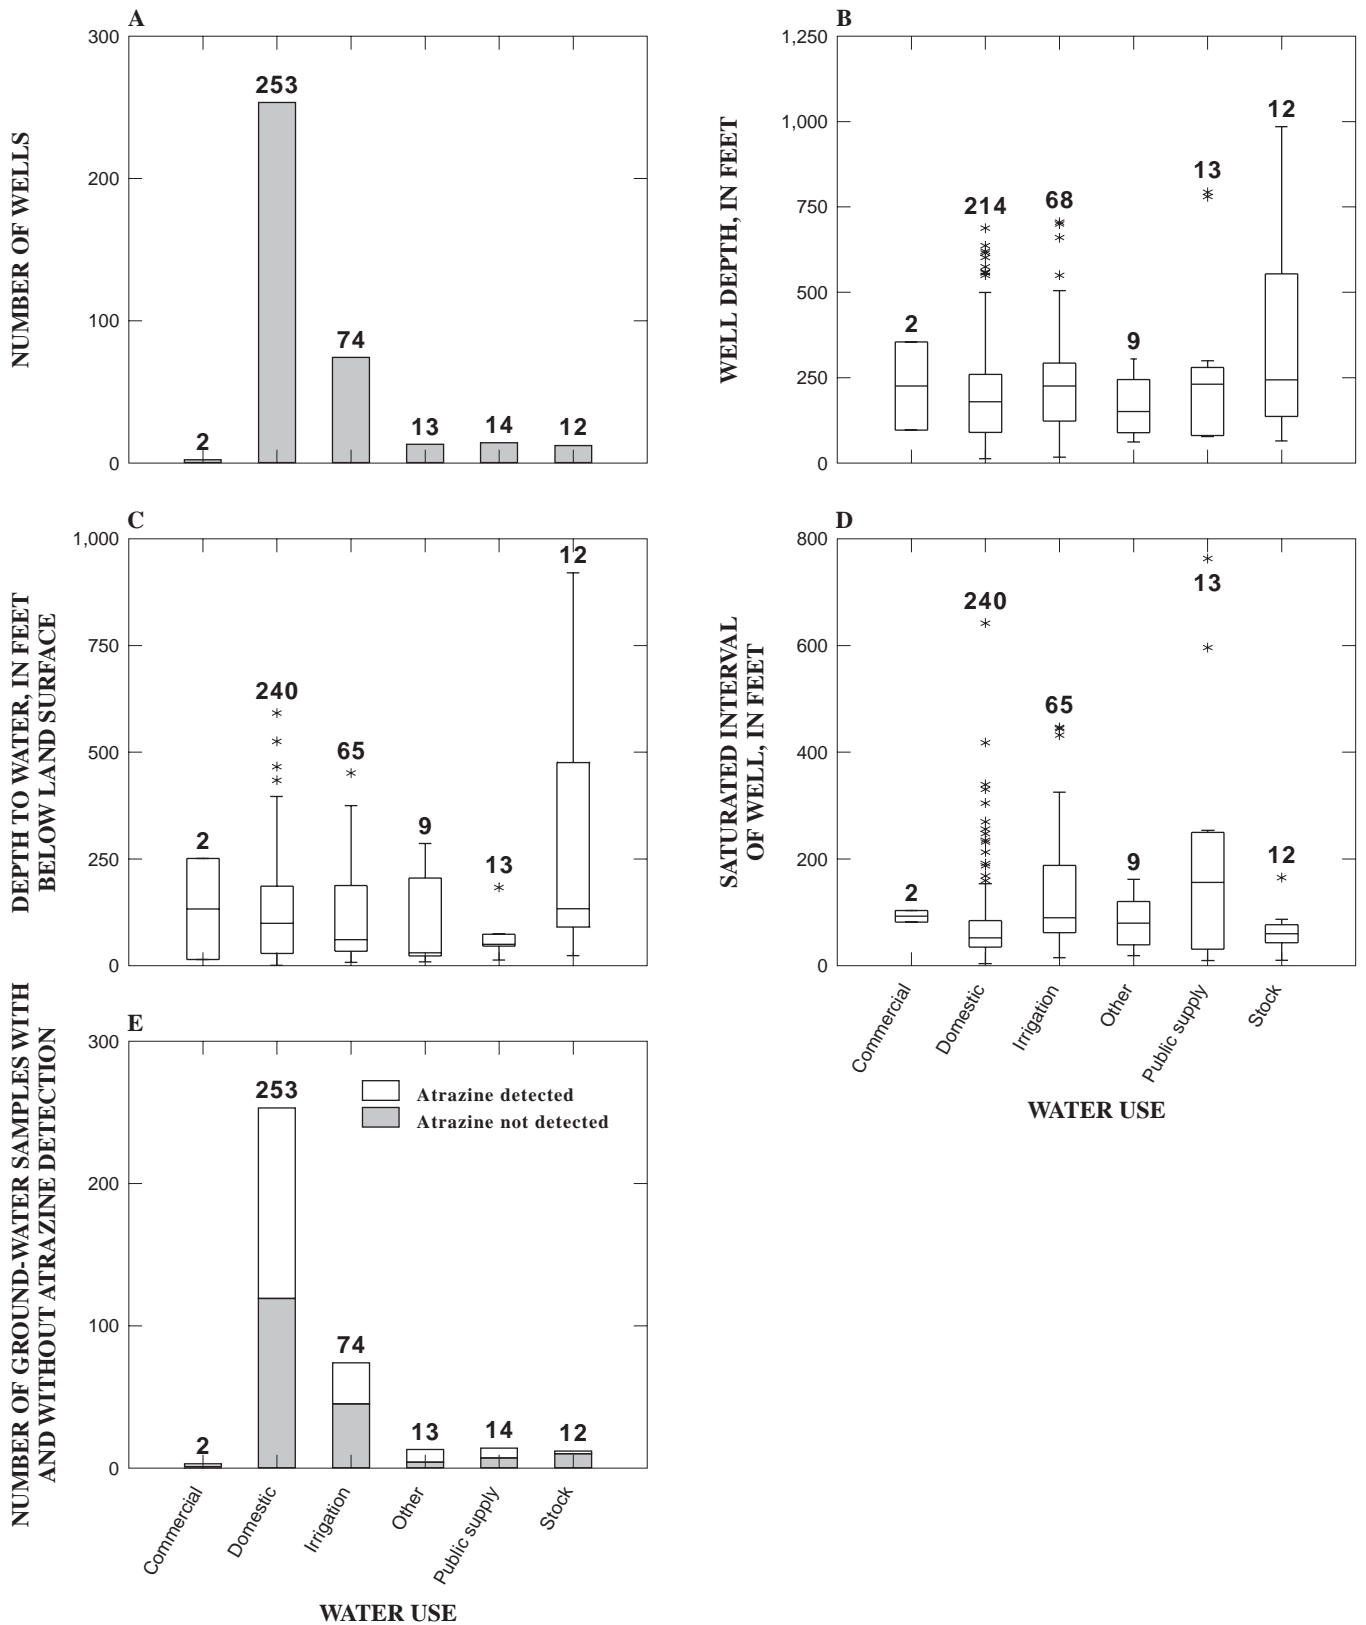 A
300
200
100
0
NUMBER OF WELLS
2
253
74
13
14
12
B
1,250
1,000
750
500
250
0
WELL DEPTH, IN FEET
2
214
68
9
13
12
C
1,000
750
500
250
0
DEPTH TO WATER, IN FEET
BELOW LAND SURFACE
2
240
65
9
13
12
D
800
600
400
200
0
SATURATED INTERVAL
OF WELL, IN FEET
2
240
65
9
13
12
Commercial
Domestic
Irrigation
Other
Public supply
Stock
WATER USE
E
300
200
100
0
NUMBER OF GROUND-WATER SAMPLES WITH
AND WITHOUT ATRAZINE DETECTION
Atrazine detected
Atrazine not detected
2
253
74
13
14
12
Commercial
Domestic
Irrigation
Other
Public supply
Stock
WATER USE